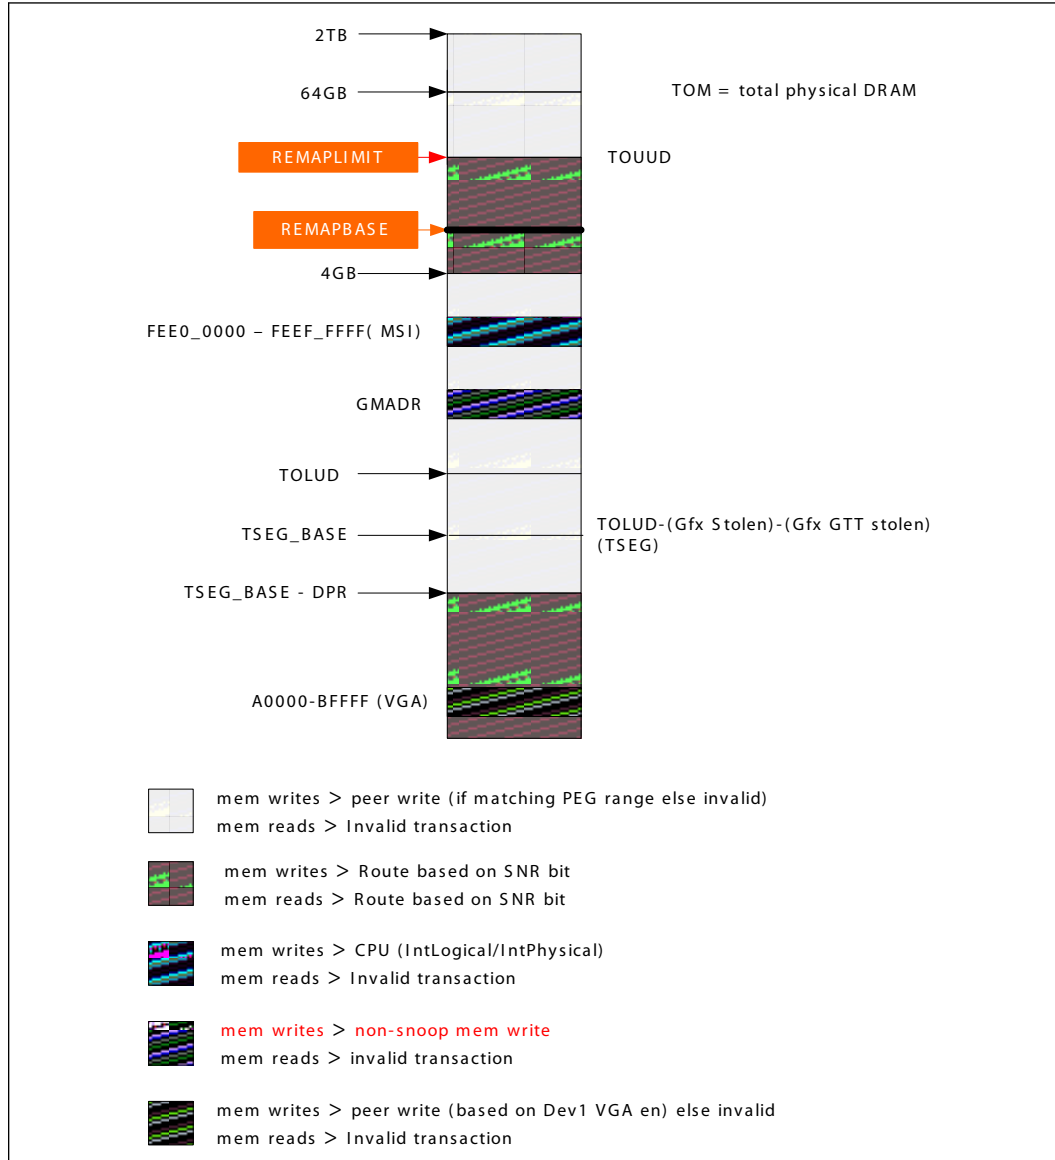 2TB
64GB
TOM = total physical DRAM
REMAPLIMIT
TOUUD
REMAPBASE
4GB
FEE0_0000 – FEEF_FFFF( MSI)
GMADR
TOLUD
TSEG_BASE
TOLUD-(Gfx Stolen)-(Gfx GTT stolen)
(TSEG)
TSEG_BASE - DPR
A0000-BFFFF (VGA)
mem writes > peer write (if matching PEG range else invalid)
mem reads > Invalid transaction
mem writes > Route based on SNR bit
mem reads > Route based on SNR bit
mem writes > CPU (IntLogical/IntPhysical)
mem reads > Invalid transaction
mem writes > non-snoop mem write
mem reads > invalid transaction
mem writes > peer write (based on Dev1 VGA en) else invalid
mem reads > Invalid transaction